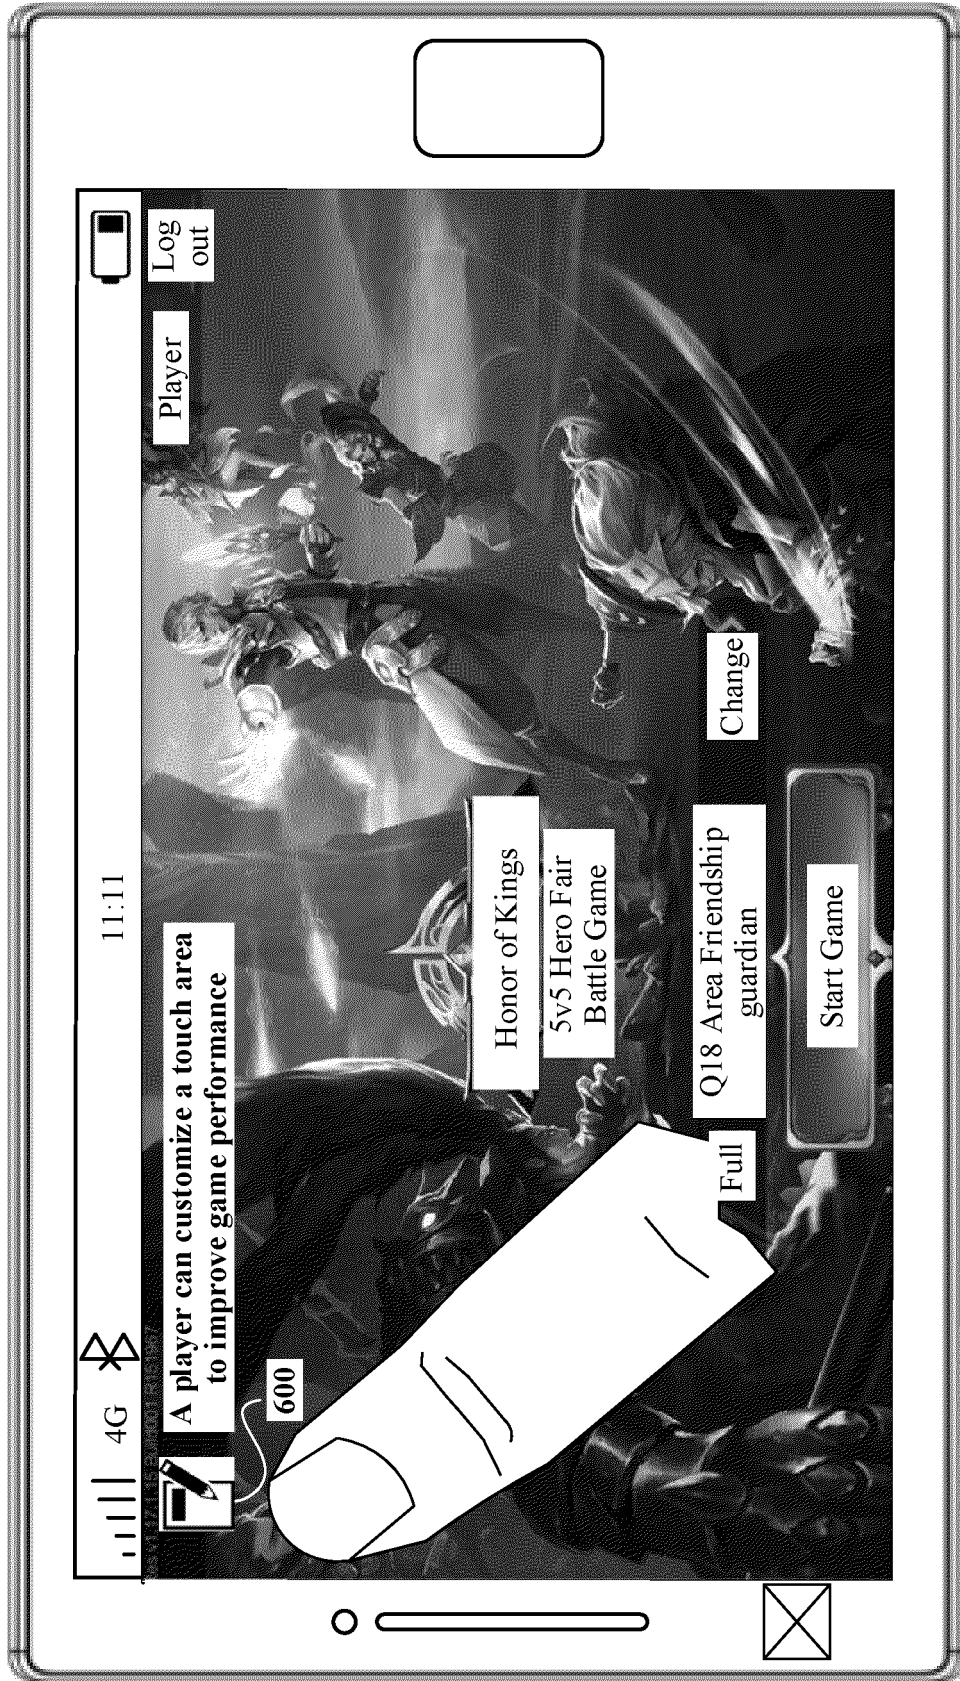 4G
11:11
A player can customize a touch area
to improve game performance
Player
Log
out
600
Honor of Kings
5v5 Hero Fair
Battle Game
Full
Q18 Area Friendship
guardian
Change
Start Game